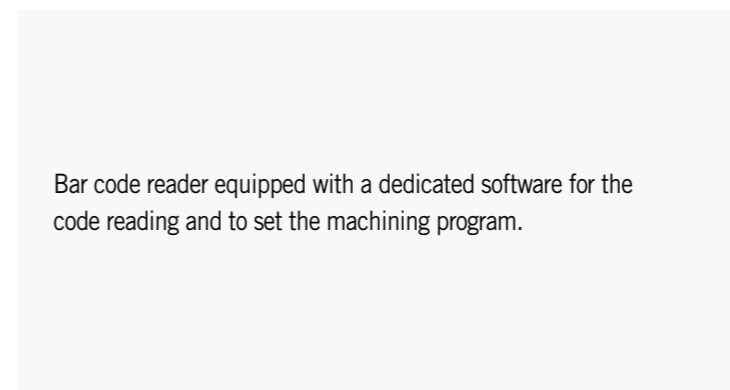 Bar code reader equipped with a dedicated software for the
code reading and to set the machining program.